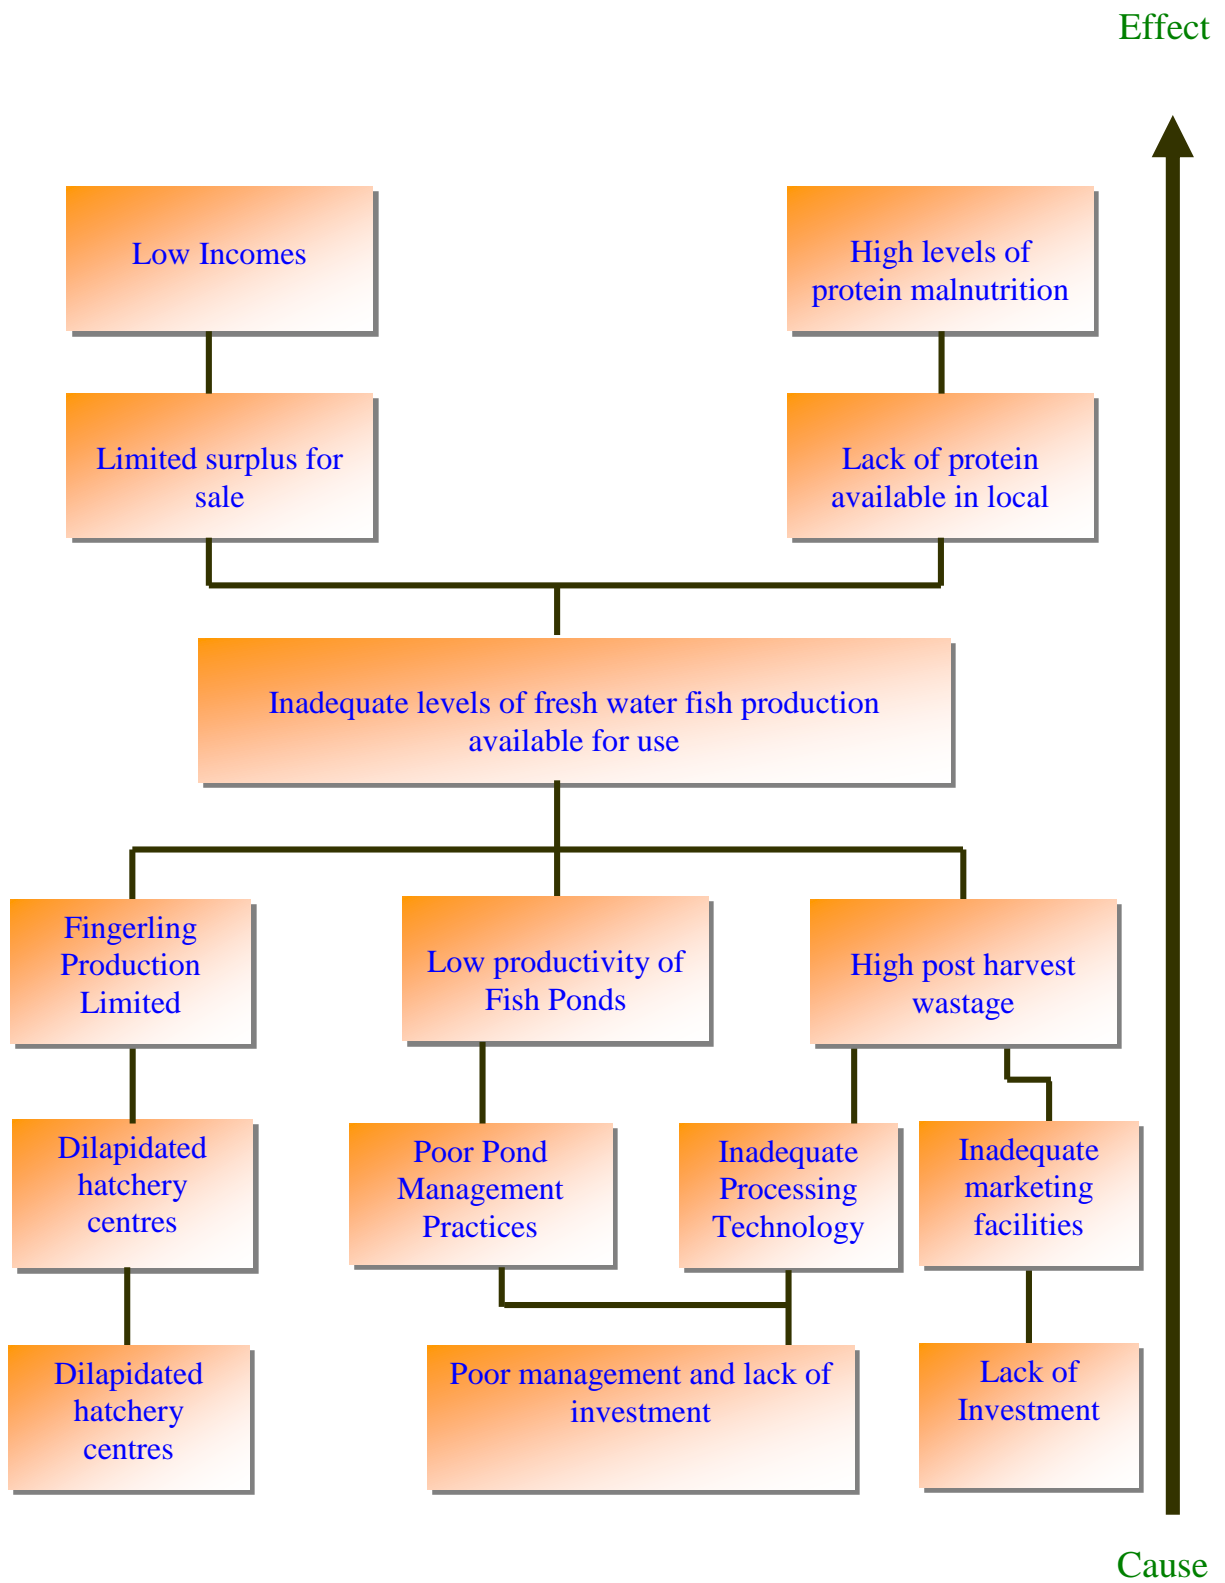 Effect
Low Incomes
High levels of
protein malnutrition
Limited surplus for
sale
Lack of protein
available in local
Inadequate levels of fresh water fish production
available for use
Fingerling
Production
Limited
Low productivity of
Fish Ponds
High post harvest
wastage
Dilapidated
hatchery
centres
Poor Pond
Management
Practices
Inadequate
Processing
Technology
Inadequate
marketing
facilities
Dilapidated
hatchery
centres
Poor management and lack of
investment
Lack of
Investment
Cause